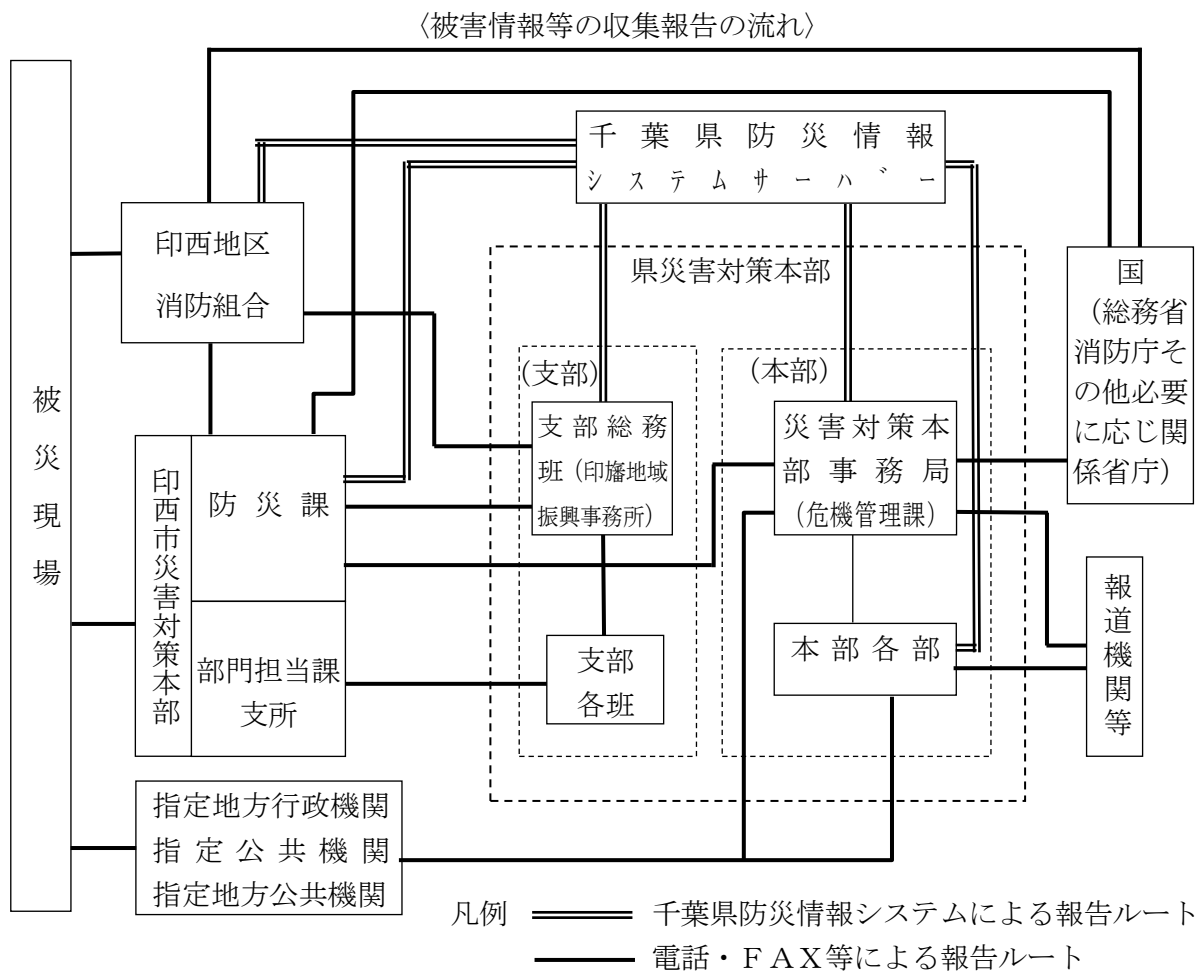 〈被害情報等の収集報告の流れ〉
千葉県防災情報
システムサーバー
印西地区
消防組合
県災害対策本部
国
(総務省
消防庁そ
の他必要
に応じ関
係省庁)
被災現場
(支部)
(本部)
支部総務
班(印旛地域
振興事務所)
災害対策本
部事務局
(危機管理課)
印西市災害対策本部
防災課
部門担当課
支所
支部
各班
本部各部
報道機関等
指定地方行政機関
指定公共機関
指定地方公共機関
凡例 千葉県防災情報システムによる報告ルート
電話・FAX等による報告ルート